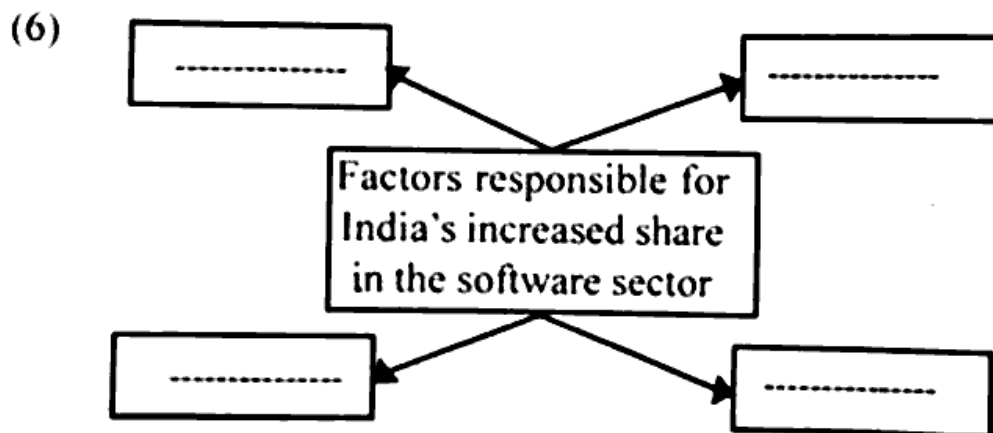 (6)
Factors responsible for
India's increased share
in the software sector